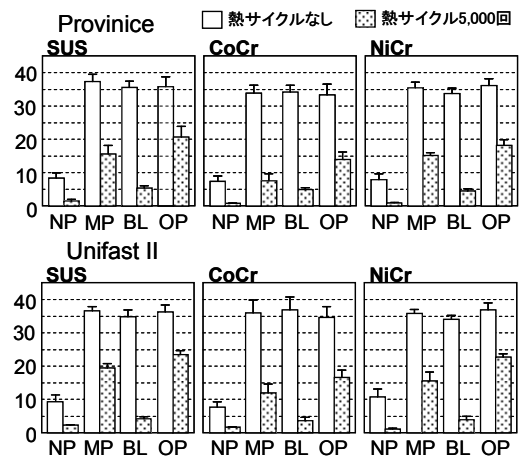 Provinice
熱サイクルなし 熱サイクル5,000回
SUS CoCr NiCr
40
30
20
10
0
NP MP BL OP NP MP BL OP NP MP BL OP
Unifast II
SUS CoCr NiCr
40
30
20
10
0
NP MP BL OP NP MP BL OP NP MP BL OP